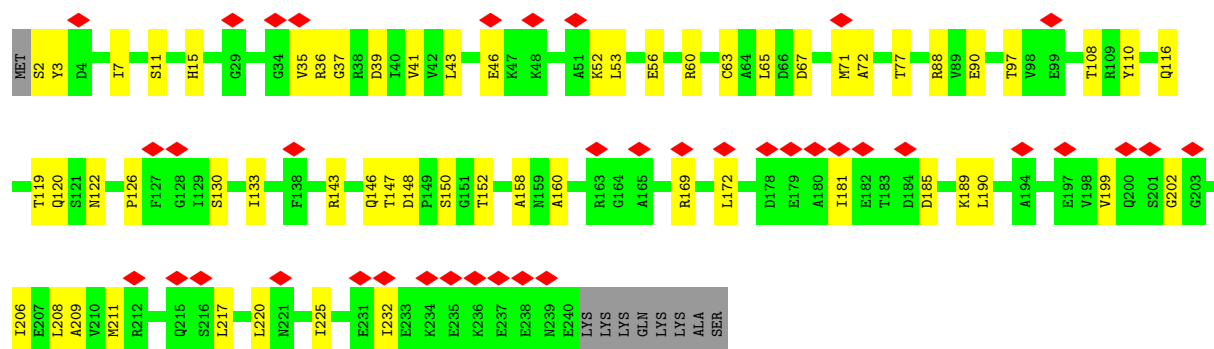 MET S2 Y3 D4 I7 S11 H15 G29 G34 V35 R36 G37 R38 D39 I40 V41 V42 L43 E46 K47 K48 A51 K52 L53 E56 R60 C63 A64 L65 D66 D67 M71 A72 T77 R88 V89 E90 T97 V98 E99 T108 R109 Y110 Q116
T119 Q120 S121 N122 P126 F127 G128 I129 S130 I133 F138 R143 Q146 T147 D148 P149 S150 G151 T152 A158 N159 A160 R163 G164 A165 R169 L172 D178 E179 A180 I181 E182 T183 D184 D185 K189 L190 A194 E197 V198 V199 Q200 S201 G202 G203
I206 E207 L208 A209 V210 M211 R212 Q215 S216 L217 L220 N221 I225 E231 I232 E233 K234 E235 K236 E237 E238 N239 E240 LYS LYS LYS GLN LYS LYS ALA SER